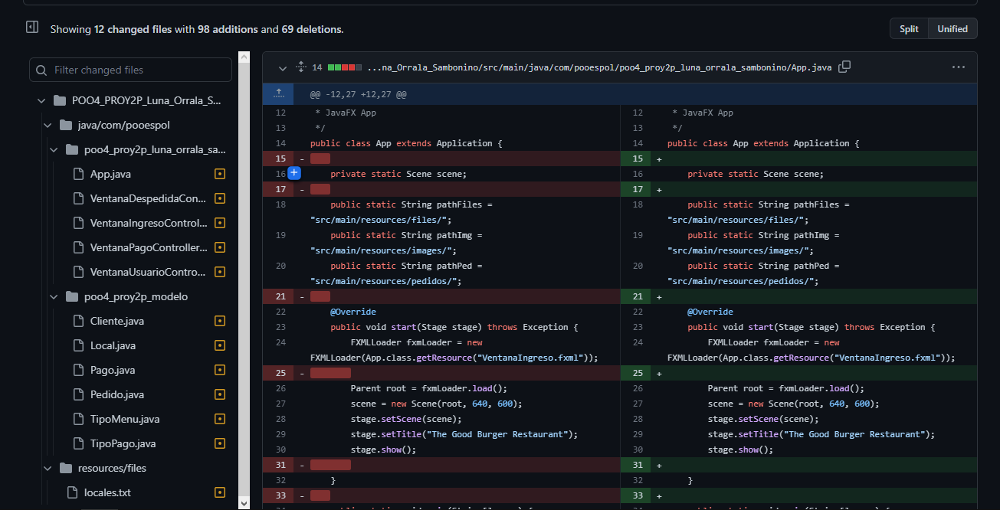 Showing 12 changed files with 98 additions and 69 deletions.
Split
Unified
Filter changed files
POO4_PROY2P_Luna_Orrala_S...
java/com/pooespol
poo4_proy2p_luna_orrala_sa...
App.java
VentanaDespedidaCon...
VentanaIngresoControl...
VentanaPagoController...
VentanaUsuarioContro...
poo4_proy2p_modelo
Cliente.java
Local.java
Pago.java
Pedido.java
TipoMenu.java
TipoPago.java
resources/files
locales.txt
14 ...na_Orrala_Sambonino/src/main/java/com/pooespol/poo4_proy2p_luna_orrala_sambonino/App.java
@@ -12,27 +12,27 @@
12 * JavaFX App
13 */
14 public class App extends Application {
15 -
16 private static Scene scene;
17 -
18 public static String pathFiles =
"src/main/resources/files/";
19 public static String pathImg =
"src/main/resources/images/";
20 public static String pathPed =
"src/main/resources/pedidos/";
21 -
22 @Override
23 public void start(Stage stage) throws Exception {
24 FXMLLoader fxmLoader = new
FXMLLoader(App.class.getResource("VentanaIngreso.fxml"));
25 -
26 Parent root = fxmLoader.load();
27 scene = new Scene(root, 640, 600);
28 stage.setScene(scene);
29 stage.setTitle("The Good Burger Restaurant");
30 stage.show();
31 -
32 }
33 -
12 * JavaFX App
13 */
14 public class App extends Application {
15 +
16 private static Scene scene;
17 +
18 public static String pathFiles =
"src/main/resources/files/";
19 public static String pathImg =
"src/main/resources/images/";
20 public static String pathPed =
"src/main/resources/pedidos/";
21 +
22 @Override
23 public void start(Stage stage) throws Exception {
24 FXMLLoader fxmLoader = new
FXMLLoader(App.class.getResource("VentanaIngreso.fxml"));
25 +
26 Parent root = fxmLoader.load();
27 scene = new Scene(root, 640, 600);
28 stage.setScene(scene);
29 stage.setTitle("The Good Burger Restaurant");
30 stage.show();
31 +
32 }
33 +